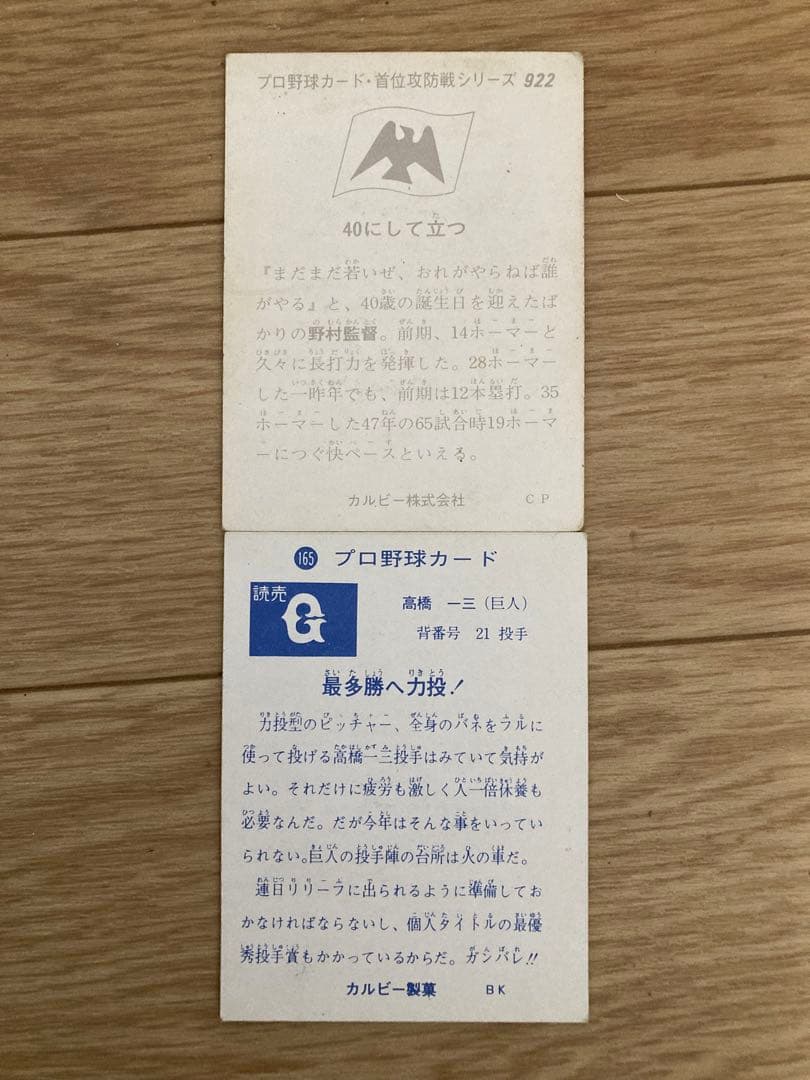 プロ野球カード・首位攻防戦シリーズ 922
40にして立つ
『まだまだ若いぜ、おれがやらねば誰
がやる』と、40歳の誕生日を迎えたば
かりの野村監督。前期、14ホーマーと
久々に長打力を発揮した。28ホーマー
した一昨年でも、前期は12本塁打。35
ホーマーした47年の65試合時19ホーマ
ーにつぐ快ペースといえる。
カルビー株式会社 CP
165 プロ野球カード
読売 G
高橋 一三(巨人)
背番号 21 投手
最多勝へ力投!
力投型のピッチャー、全身のバネをフルに
使って投げる高橋一三投手はみていて気持が
よい。それだけに疲労も激しく人一倍休養も
必要なんだ。だが今年はそんな事をいってい
られない。巨人の投手陣の台所は火の車だ。
連日リリーフに出られるように準備してお
かなければならないし、個人タイトルの最優
秀投手賞もかかっているからだ。ガンバレ!!
カルビー製菓 BK